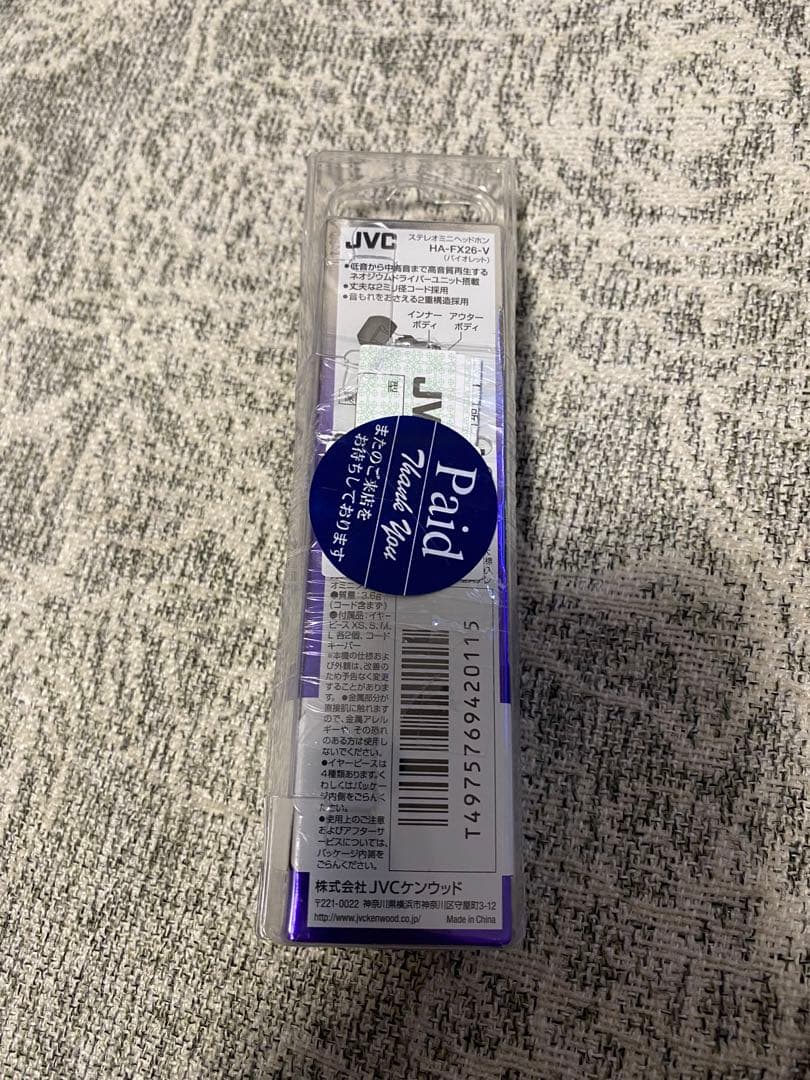 JVC
ステレオミニヘッドホン
HA-FX26-V
(バイオレット)
●低音から中高音まで高音質再生する
ネオジウムドライバーユニット搭載
●丈夫な2ミリ径コード採用
●音もれをおさえる2重構造採用
インナー
ボディ
アウター
ボディ
型
JV
Paid
Thank You
またのご来店を
お待ちしております
オミニ
●質量:3.6g
(コード含まず)
●付属品:イヤー
ピース XS, S, M,
L 各2個、コード
キーパー
※本機の仕様およ
び外観は、改善の
ため予告なく変更
することがありま
す。●金属部分が
直接肌に触れます
ので、金属アレル
ギーや、その恐れ
のある方は使用し
ないでください。
●イヤーピースは
4種類あります。く
わしくはパッケー
ジ内側をごらんく
ださい。
●使用上のご注意
およびアフターサ
ービスについては、
パッケージ内側を
ごらんください。
T4975769420115
株式会社 JVCケンウッド
〒221-0022 神奈川県横浜市神奈川区守屋町3-12
http://www.jvckenwood.co.jp/ Made in China